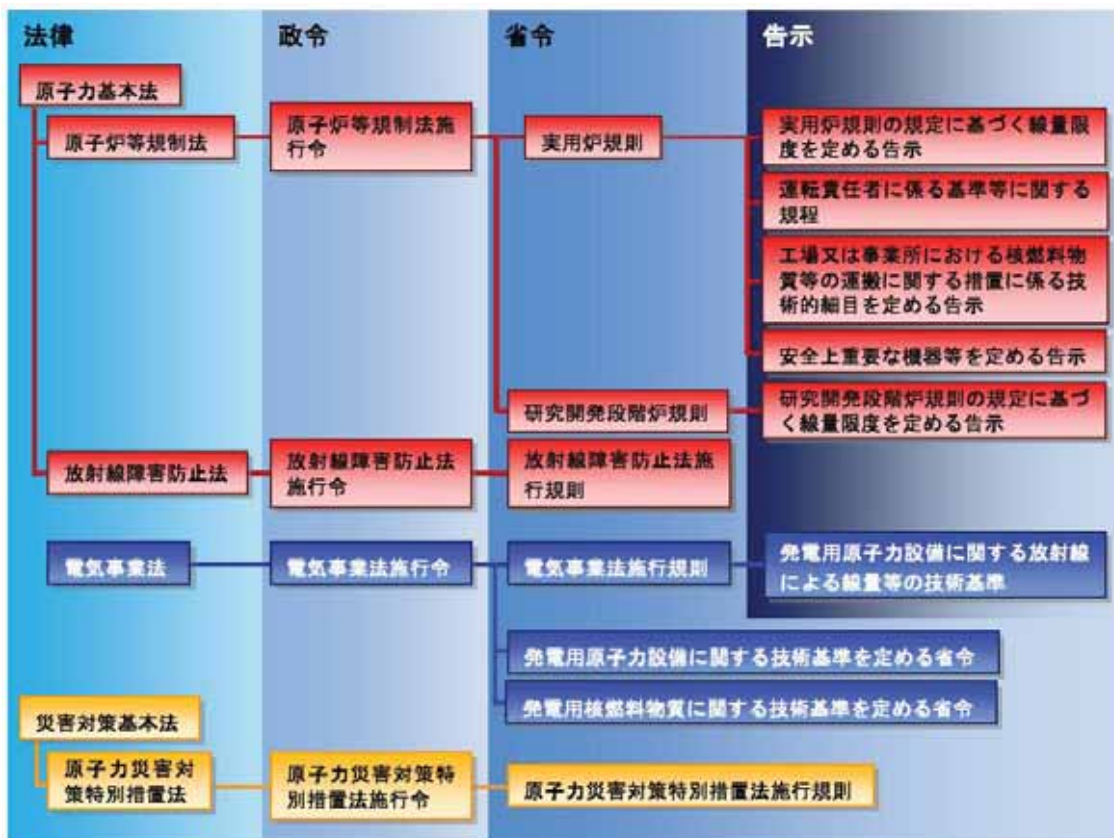 法律
政令
省令
告示
原子力基本法
原子炉等規制法
原子炉等規制法施
行令
実用炉規則
実用炉規則の規定に基づく線量限
度を定める告示
運転責任者に係る基準等に関する
規程
工場又は事業所における核燃料物
質等の運搬に関する措置に係る技
術的細目を定める告示
安全上重要な機器等を定める告示
研究開発段階炉規則
研究開発段階炉規則の規定に基づ
く線量限度を定める告示
放射線障害防止法
放射線障害防止法
施行令
放射線障害防止法施
行規則
電気事業法
電気事業法施行令
電気事業法施行規則
発電用原子力設備に関する放射線
による線量等の技術基準
発電用原子力設備に関する技術基準を定める省令
発電用核燃料物質に関する技術基準を定める省令
災害対策基本法
原子力災害対
策特別措置法
原子力災害対策特
別措置法施行令
原子力災害対策特別措置法施行規則